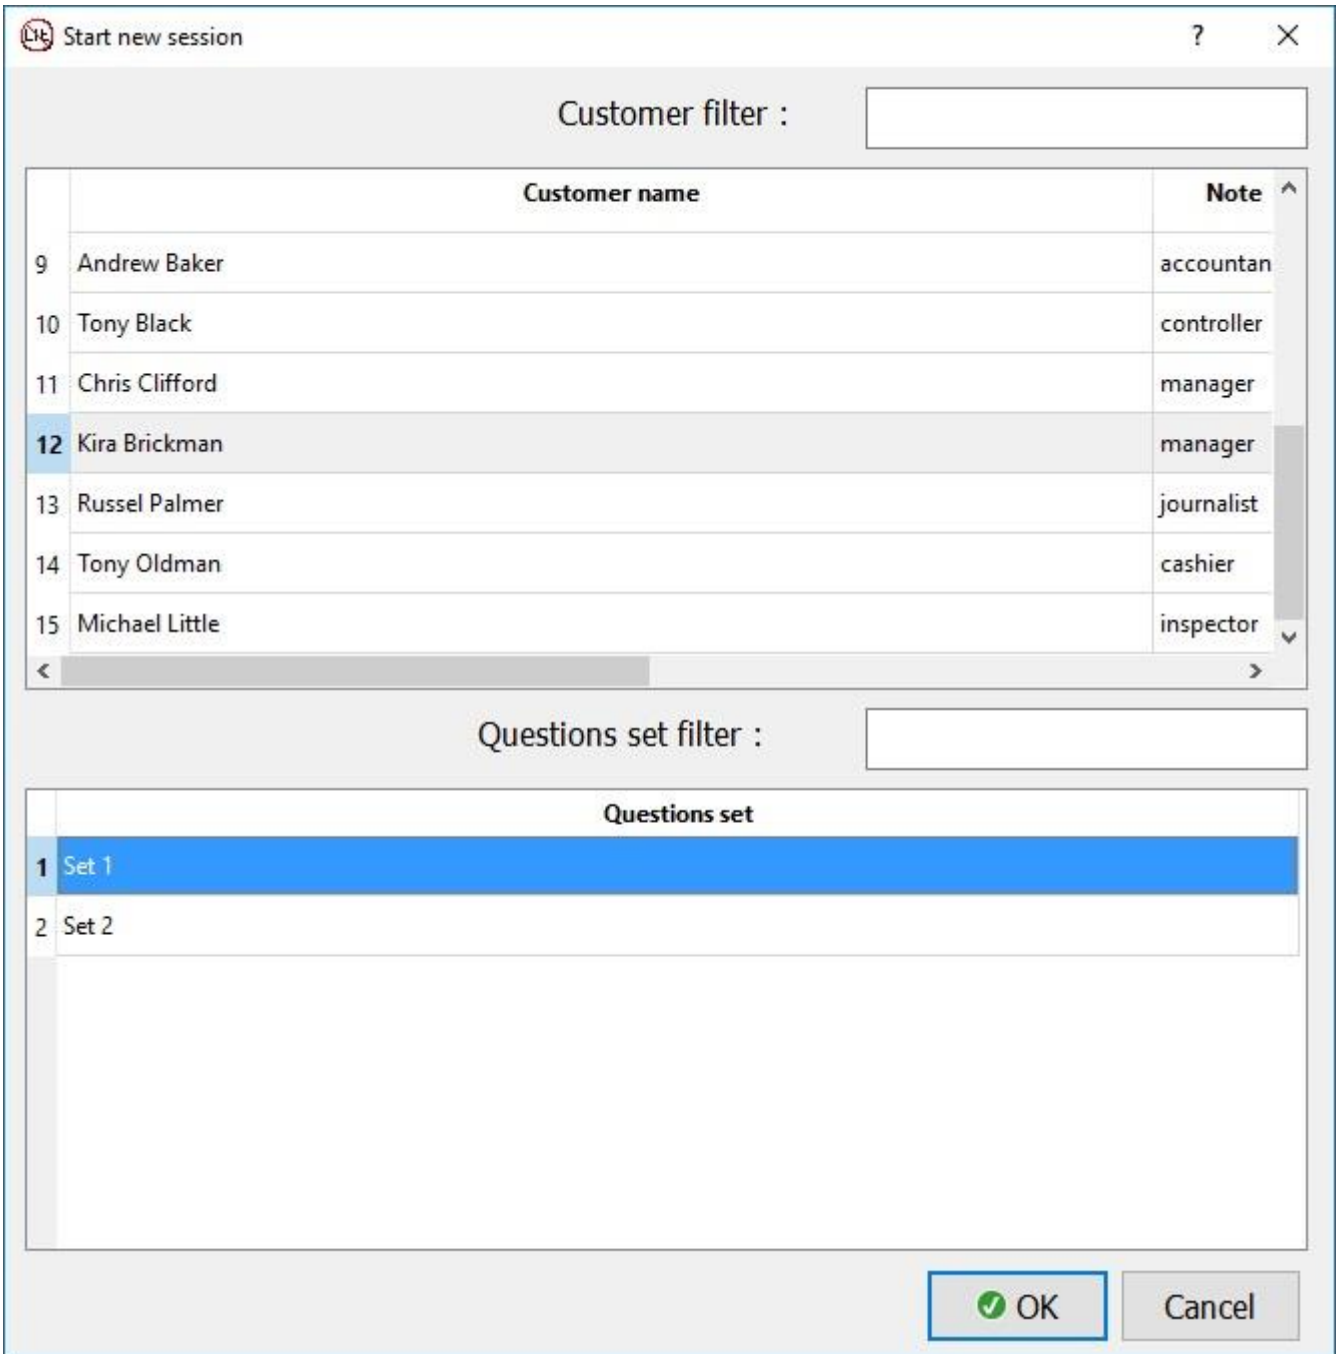 Lit Start new session ?
Customer filter :
Customer name Note
9 Andrew Baker accountan
10 Tony Black controller
11 Chris Clifford manager
12 Kira Brickman manager
13 Russel Palmer journalist
14 Tony Oldman cashier
15 Michael Little inspector
Questions set filter :
Questions set
1 Set 1
2 Set 2
OK Cancel